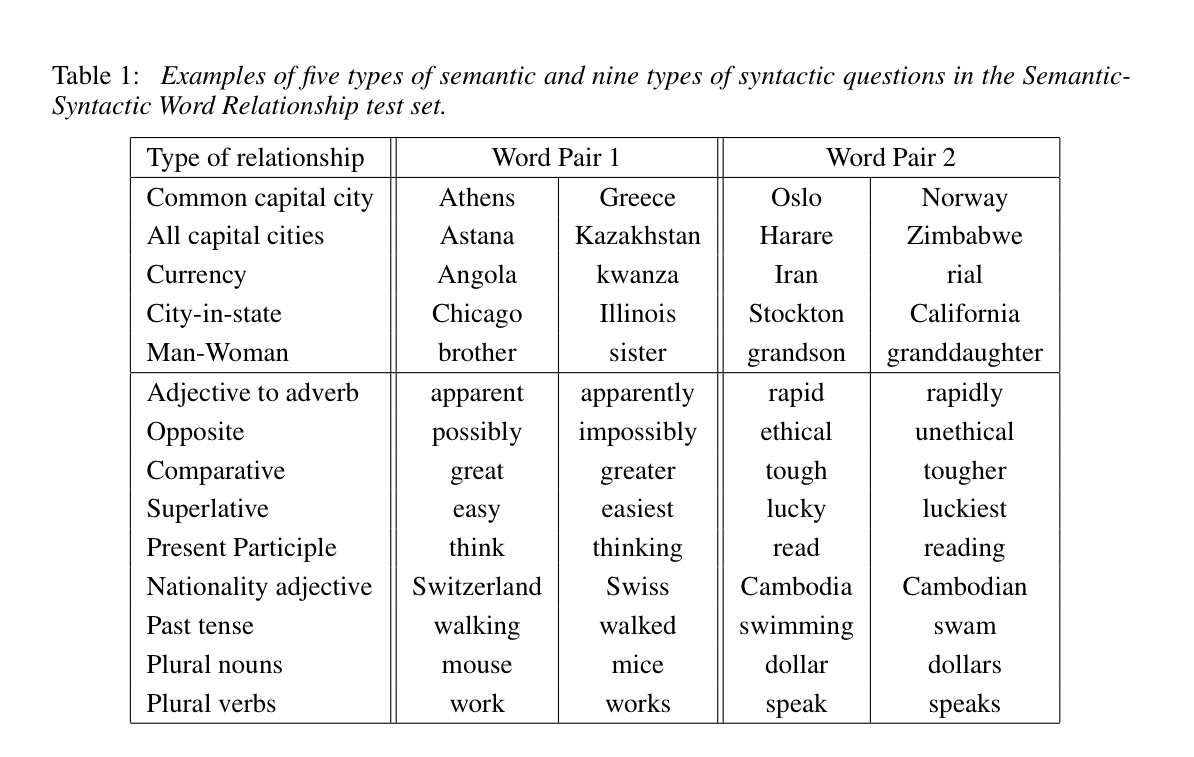 Table 1: Examples of five types of semantic and nine types of syntactic questions in the Semantic-
Syntactic Word Relationship test set.
Type of relationship Word Pair 1 Word Pair 2
Common capital city Athens Greece Oslo Norway
All capital cities Astana Kazakhstan Harare Zimbabwe
Currency Angola kwanza Iran rial
City-in-state Chicago Illinois Stockton California
Man-Woman brother sister grandson granddaughter
Adjective to adverb apparent apparently rapid rapidly
Opposite possibly impossibly ethical unethical
Comparative great greater tough tougher
Superlative easy easiest lucky luckiest
Present Participle think thinking read reading
Nationality adjective Switzerland Swiss Cambodia Cambodian
Past tense walking walked swimming swam
Plural nouns mouse mice dollar dollars
Plural verbs work works speak speaks